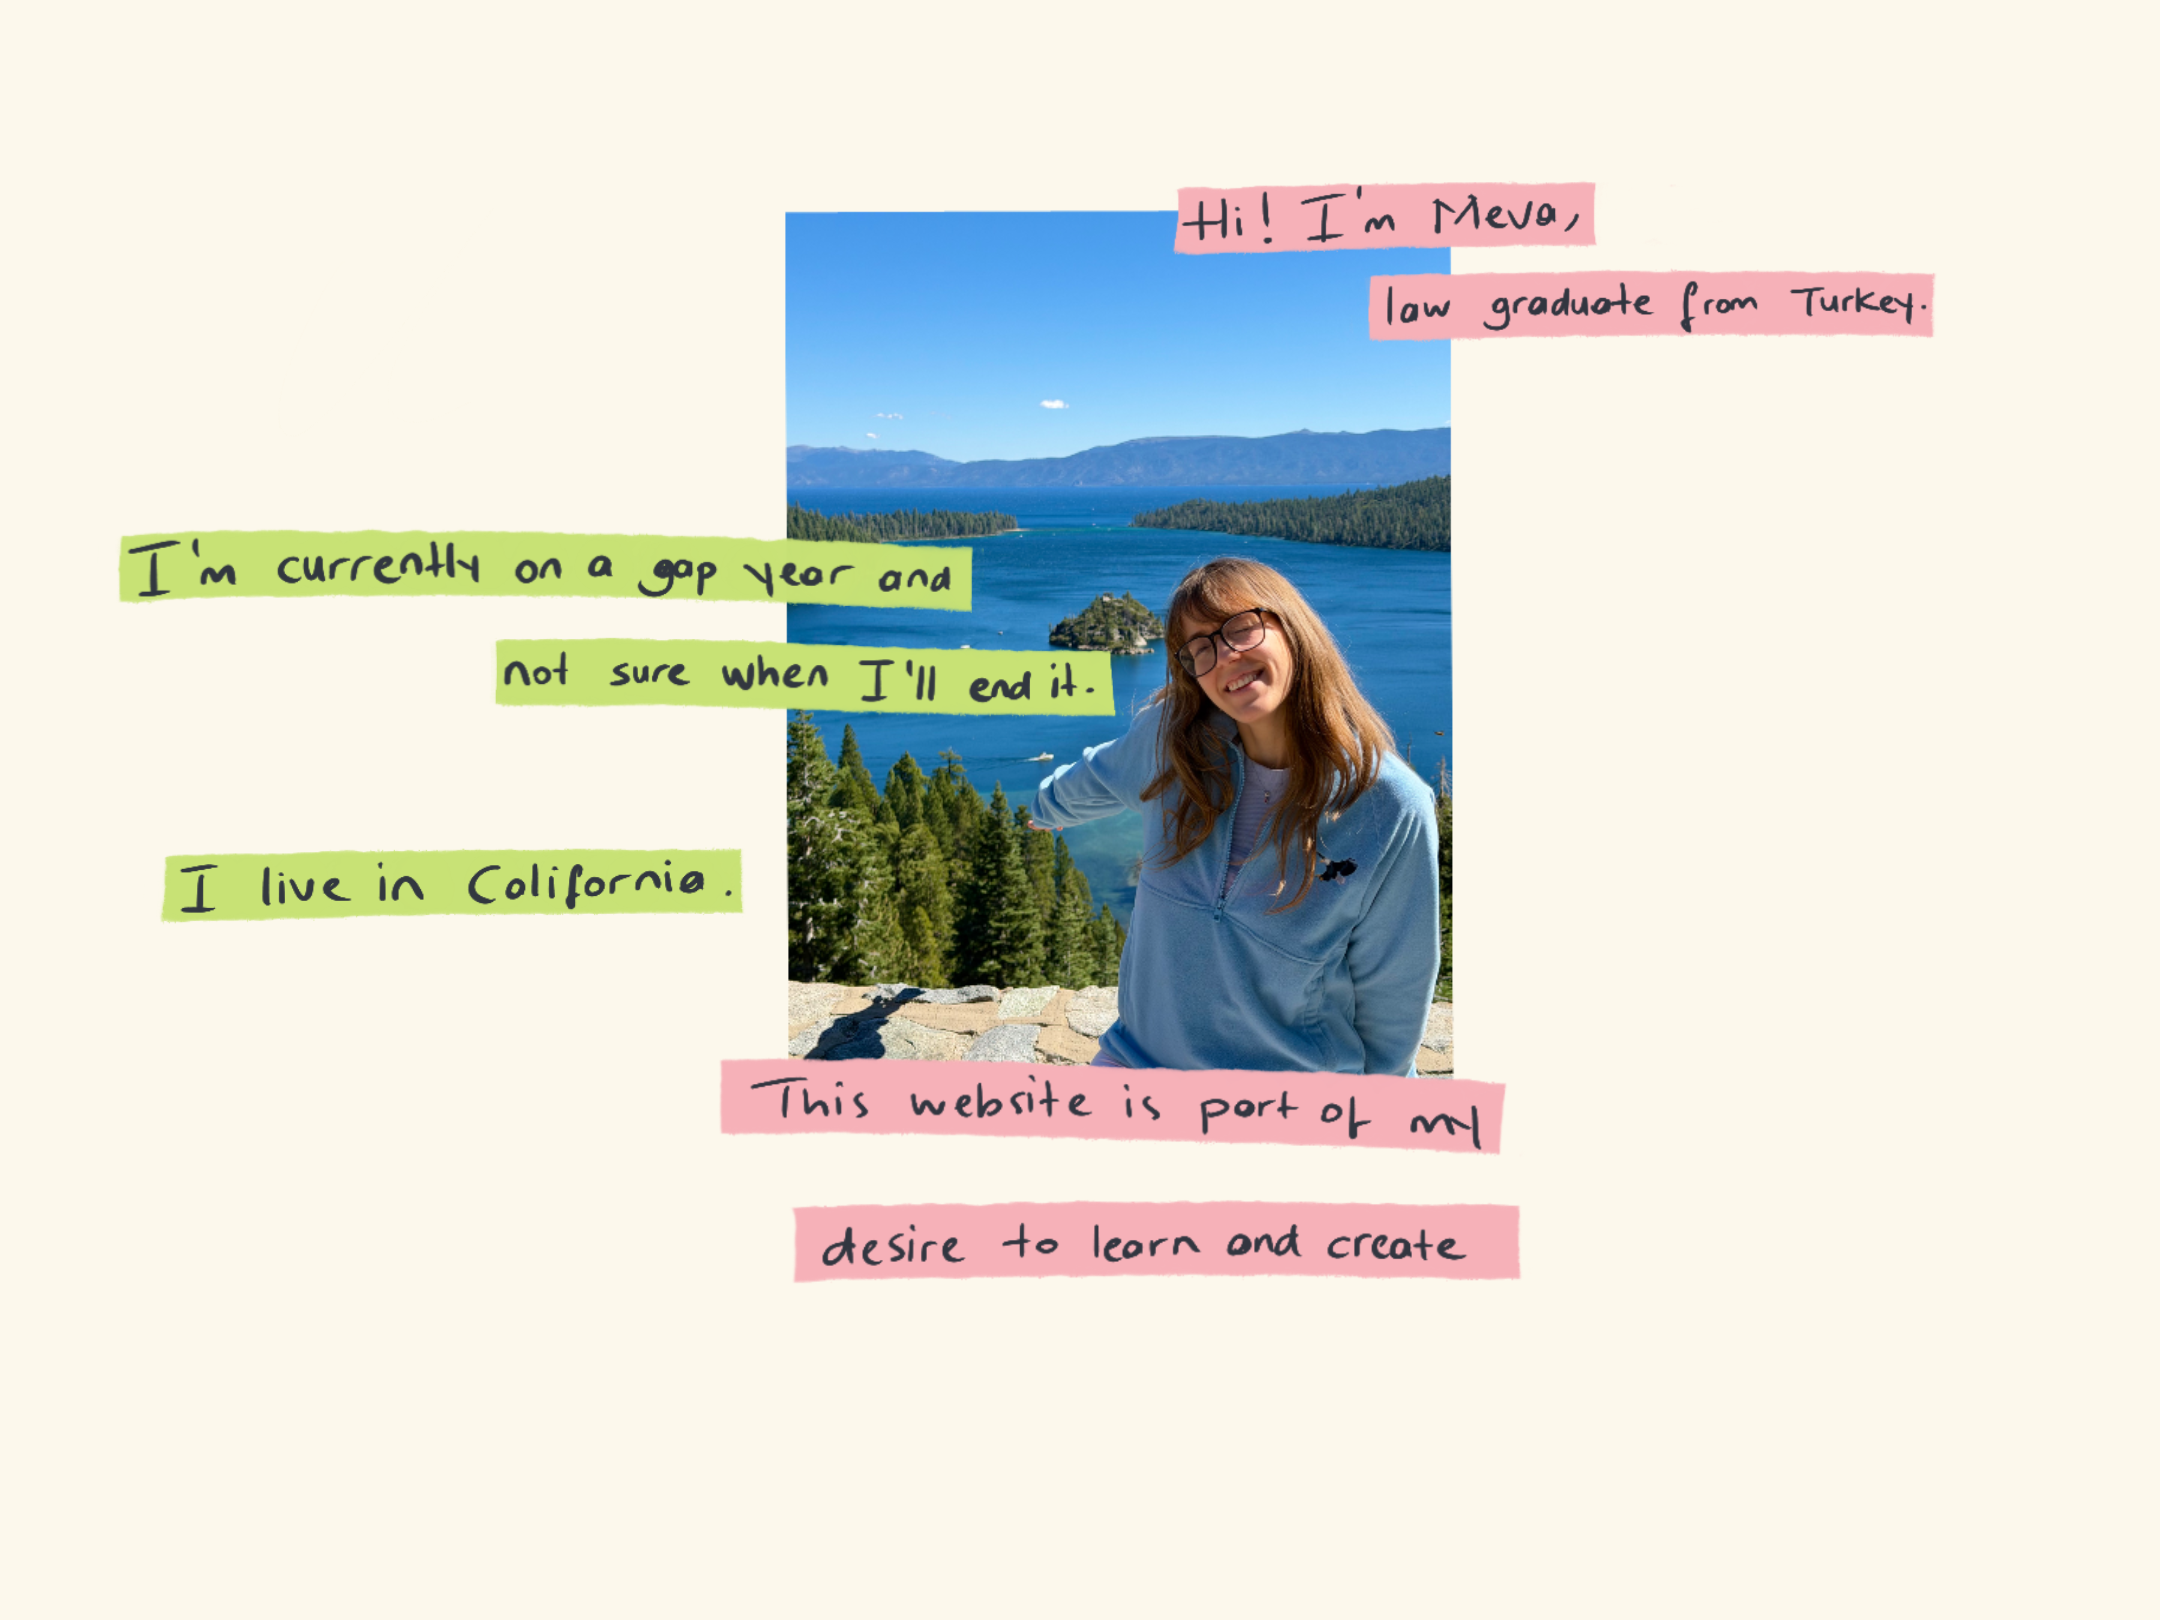 Hi! I'm Meva,
law graduate from Turkey.
I'm currently on a gap year and
not sure when I'll end it.
I live in California.
This website is part of my
desire to learn and create